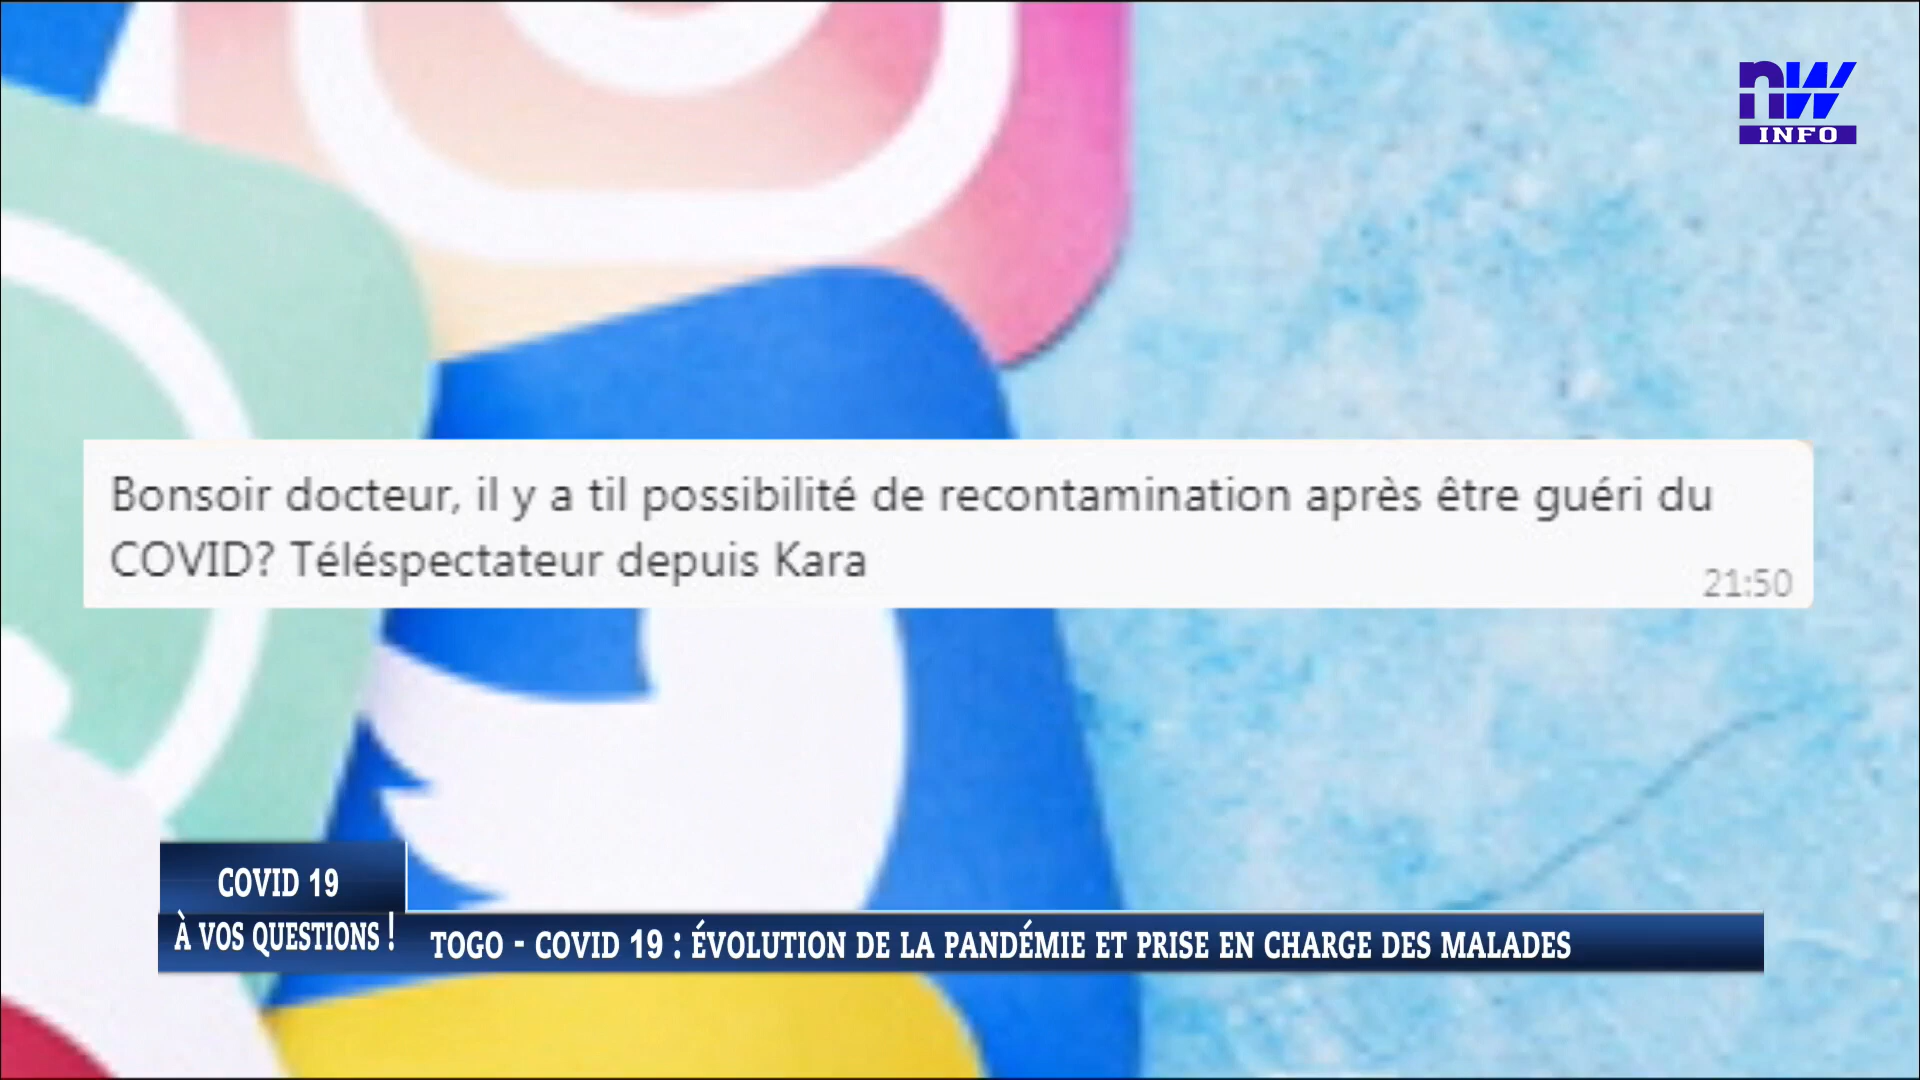 nw
INFO
Bonsoir docteur, il y a til possibilité de recontamination après être guéri du
COVID? Téléspectateur depuis Kara
21:50
COVID 19
À VOS QUESTIONS !
TOGO - COVID 19 : ÉVOLUTION DE LA PANDÉMIE ET PRISE EN CHARGE DES MALADES